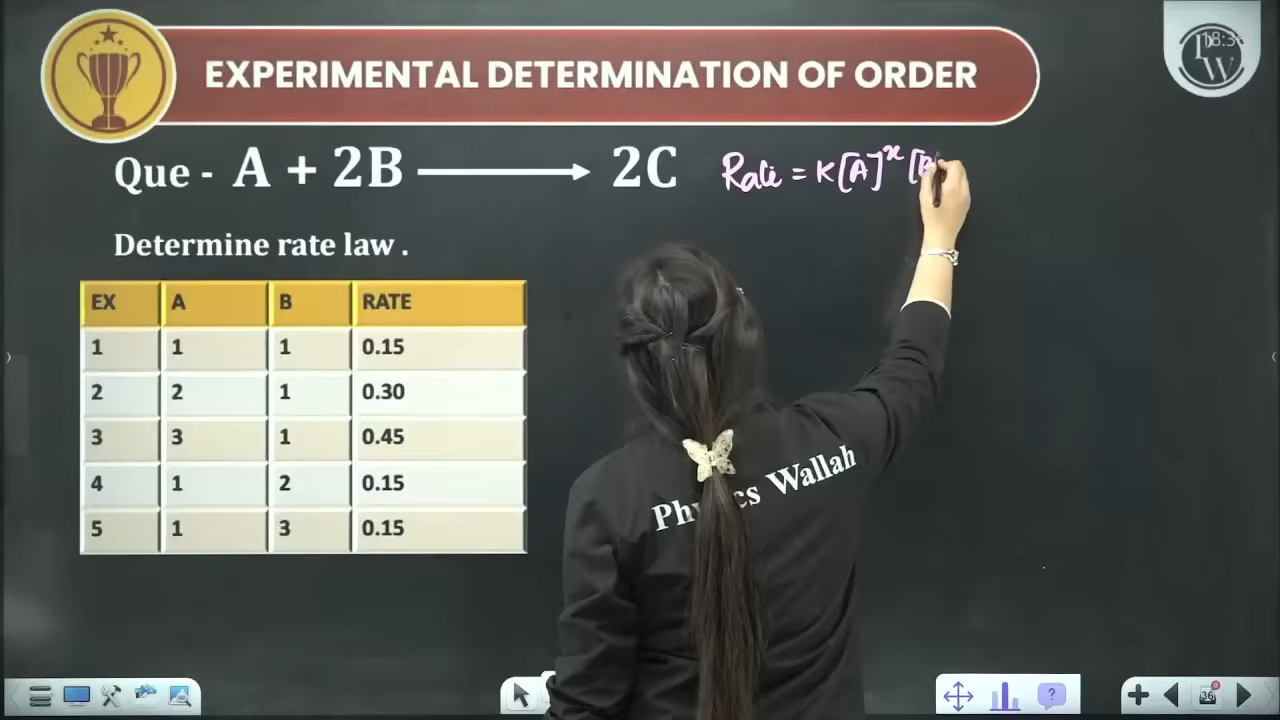 EXPERIMENTAL DETERMINATION OF ORDER
Que - A + 2B ⟶ 2C
Rate = K[A]^x [B
Determine rate law .
EX A B RATE
1 1 1 0.15
2 2 1 0.30
3 3 1 0.45
4 1 2 0.15
5 1 3 0.15
Physics Wallah
36